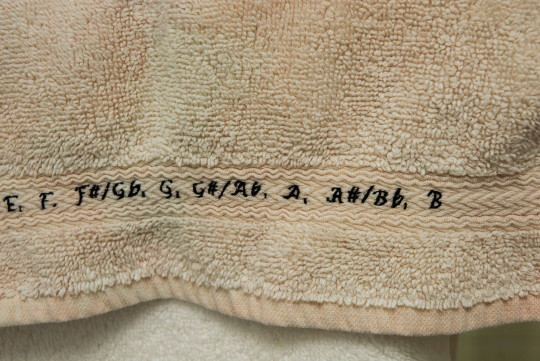 E, F, F#/Gb, G, G#/Ab, A, A#/Bb, B